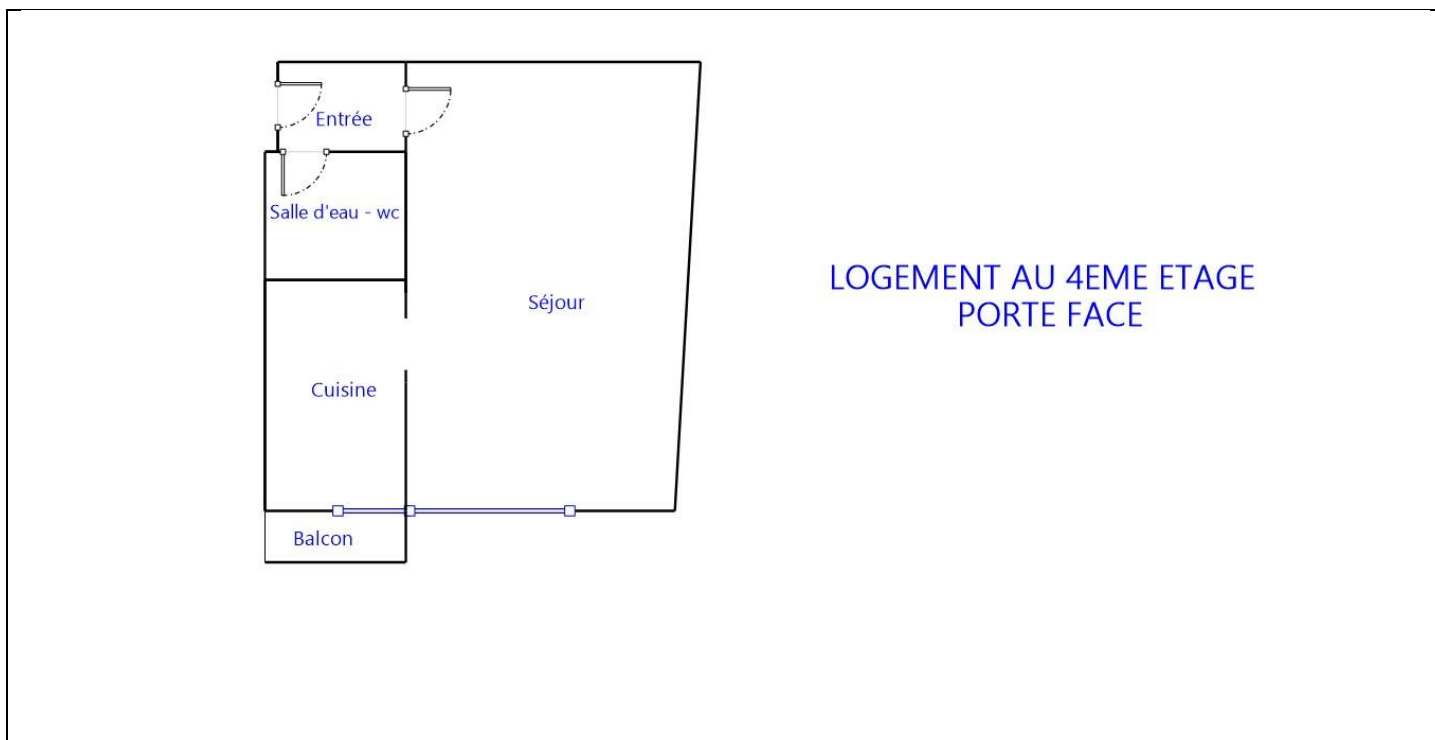 Entrée
Salle d'eau - wc
Séjour
Cuisine
Balcon
LOGEMENT AU 4EME ETAGE
PORTE FACE